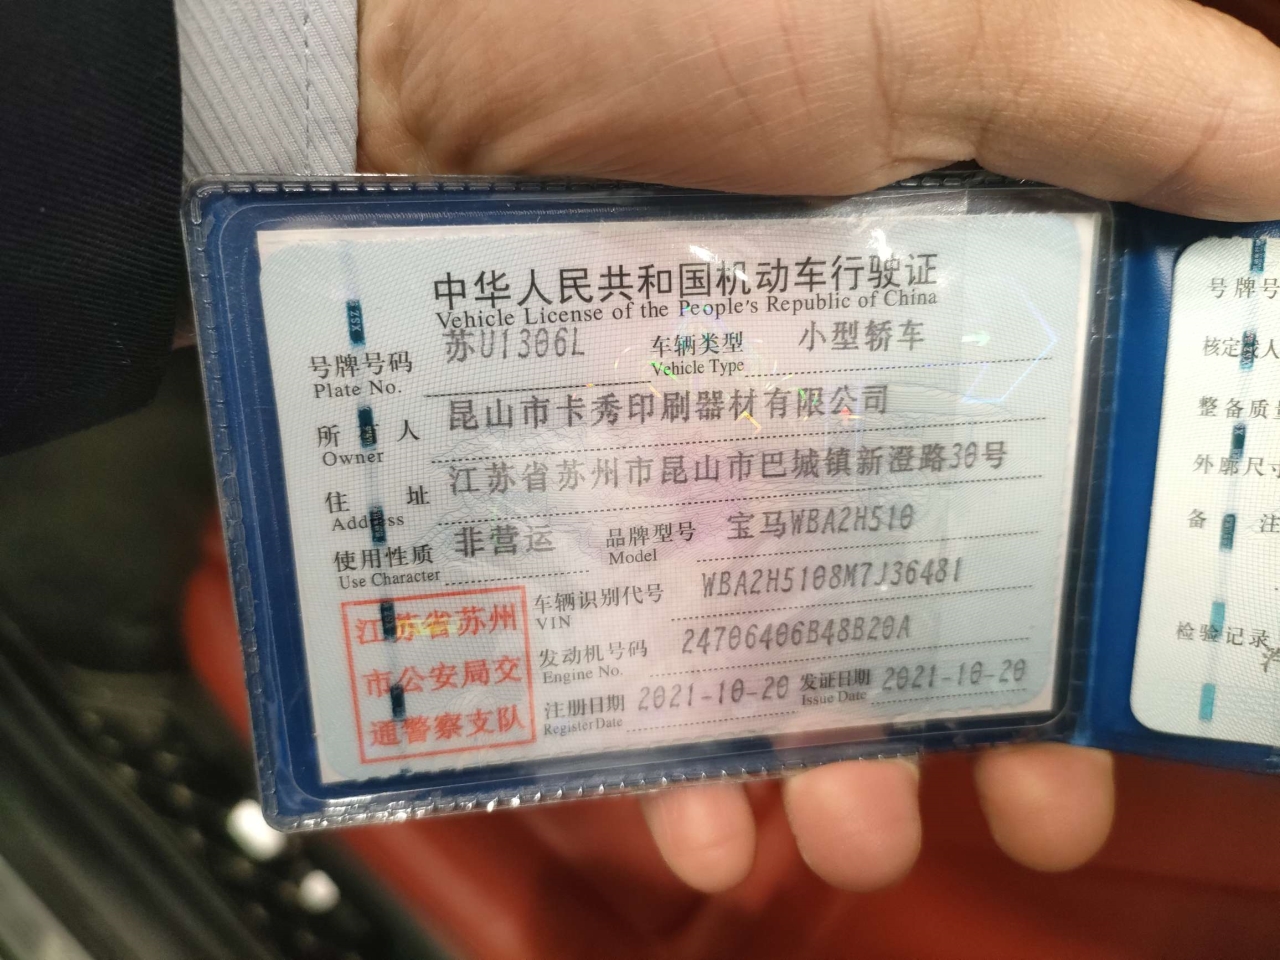 中华人民共和国机动车行驶证
Vehicle License of the People's Republic of China
号牌号码 苏U1306L 车辆类型 小型轿车
Plate No. Vehicle Type
所有人 昆山市卡秀印刷器材有限公司
Owner
住址 江苏省苏州市昆山市巴城镇新澄路30号
Address
使用性质 非营运 品牌型号 宝马WBA2H510
Use Character Model
江苏省苏州
市公安局交
通警察支队
车辆识别代号 WBA2H5108M7J36481
VIN
发动机号码 24706406B48B20A
Engine No.
注册日期 2021-10-20 发证日期 2021-10-20
Register Date Issue Date
号牌号
核定载人
整备质量
外廓尺寸
备 注
检验记录